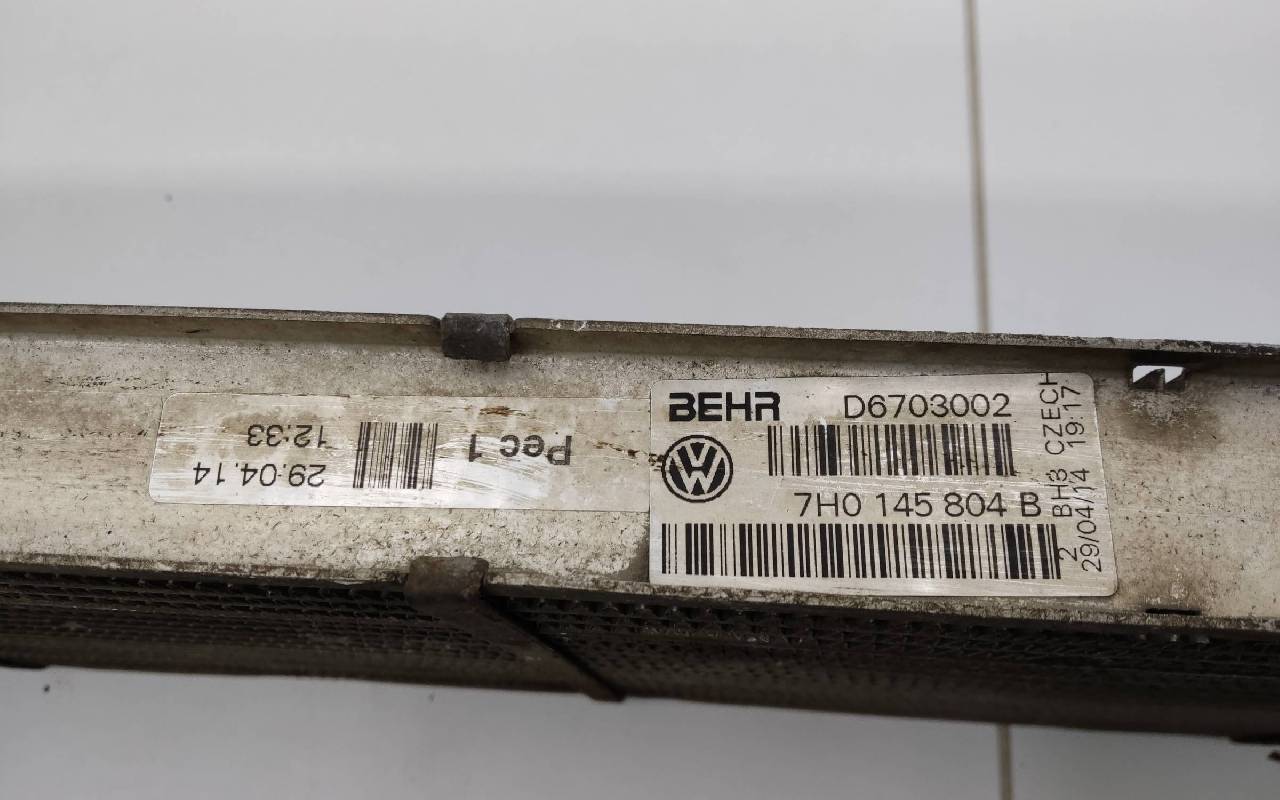 BEHR D6703002
7H0 145 804 B
2 BH3 CZECH
29/04/14 19:17
Pec 1
12:33
29.04.14